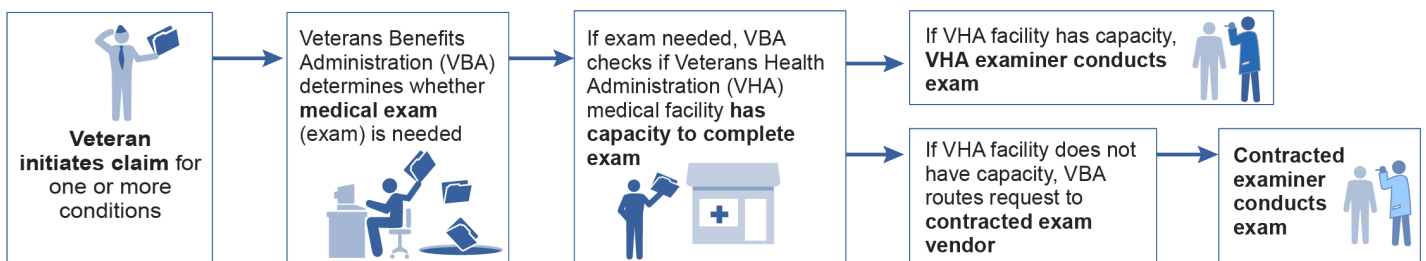 Veteran
initiates claim for
one or more
conditions
Veterans Benefits
Administration (VBA)
determines whether
medical exam
(exam) is needed
If exam needed, VBA
checks if Veterans Health
Administration (VHA)
medical facility has
capacity to complete
exam
If VHA facility has capacity,
VHA examiner conducts
exam
If VHA facility does not
have capacity, VBA
routes request to
contracted exam
vendor
Contracted
examiner
conducts
exam